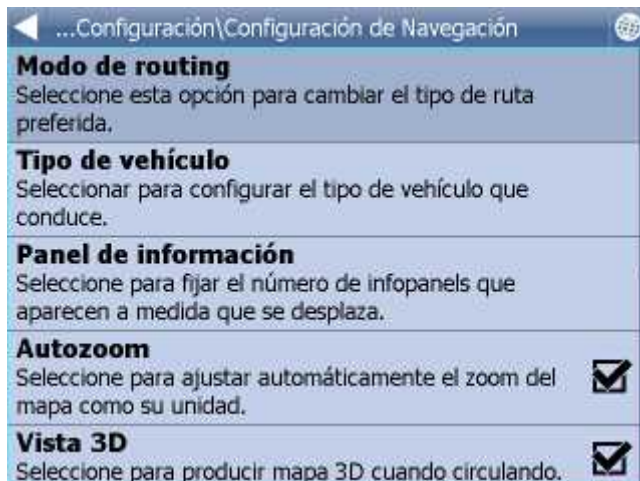 ...Configuración\Configuración de Navegación
Modo de routing
Seleccione esta opción para cambiar el tipo de ruta
preferida.
Tipo de vehículo
Seleccionar para configurar el tipo de vehículo que
conduce.
Panel de información
Seleccione para fijar el número de infopanels que
aparecen a medida que se desplaza.
Autozoom
Seleccione para ajustar automáticamente el zoom del
mapa como su unidad.
Vista 3D
Seleccione para producir mapa 3D cuando circulando.